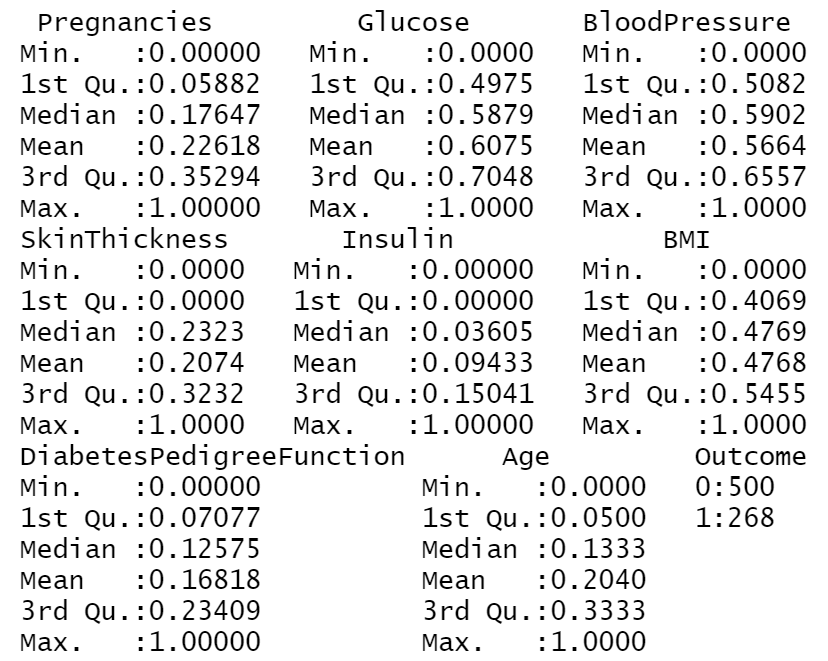 Pregnancies Glucose BloodPressure
Min. :0.00000 Min. :0.0000 Min. :0.0000
1st Qu.:0.05882 1st Qu.:0.4975 1st Qu.:0.5082
Median :0.17647 Median :0.5879 Median :0.5902
Mean :0.22618 Mean :0.6075 Mean :0.5664
3rd Qu.:0.35294 3rd Qu.:0.7048 3rd Qu.:0.6557
Max. :1.00000 Max. :1.0000 Max. :1.0000
SkinThickness Insulin BMI
Min. :0.0000 Min. :0.00000 Min. :0.0000
1st Qu.:0.0000 1st Qu.:0.00000 1st Qu.:0.4069
Median :0.2323 Median :0.03605 Median :0.4769
Mean :0.2074 Mean :0.09433 Mean :0.4768
3rd Qu.:0.3232 3rd Qu.:0.15041 3rd Qu.:0.5455
Max. :1.0000 Max. :1.00000 Max. :1.0000
DiabetesPedigreeFunction Age Outcome
Min. :0.00000 Min. :0.0000 0:500
1st Qu.:0.07077 1st Qu.:0.0500 1:268
Median :0.12575 Median :0.1333
Mean :0.16818 Mean :0.2040
3rd Qu.:0.23409 3rd Qu.:0.3333
Max. :1.00000 Max. :1.0000